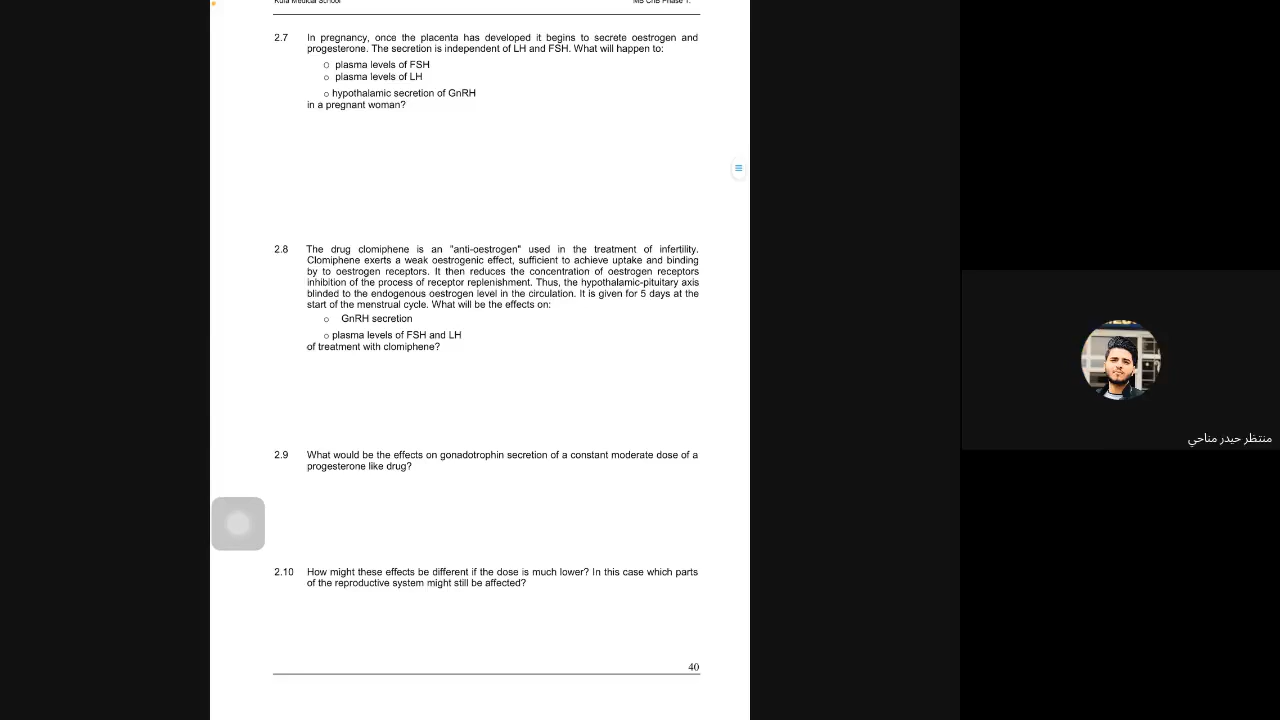 Kufa Medical School MB ChB Phase 1.
2.7 In pregnancy, once the placenta has developed it begins to secrete oestrogen and
progesterone. The secretion is independent of LH and FSH. What will happen to:
o plasma levels of FSH
o plasma levels of LH
o hypothalamic secretion of GnRH
in a pregnant woman?
2.8 The drug clomiphene is an "anti-oestrogen" used in the treatment of infertility.
Clomiphene exerts a weak oestrogenic effect, sufficient to achieve uptake and binding
by to oestrogen receptors. It then reduces the concentration of oestrogen receptors
inhibition of the process of receptor replenishment. Thus, the hypothalamic-pituitary axis
blinded to the endogenous oestrogen level in the circulation. It is given for 5 days at the
start of the menstrual cycle. What will be the effects on:
o GnRH secretion
o plasma levels of FSH and LH
of treatment with clomiphene?
منتظر حيدر مناحي
2.9 What would be the effects on gonadotrophin secretion of a constant moderate dose of a
progesterone like drug?
2.10 How might these effects be different if the dose is much lower? In this case which parts
of the reproductive system might still be affected?
40